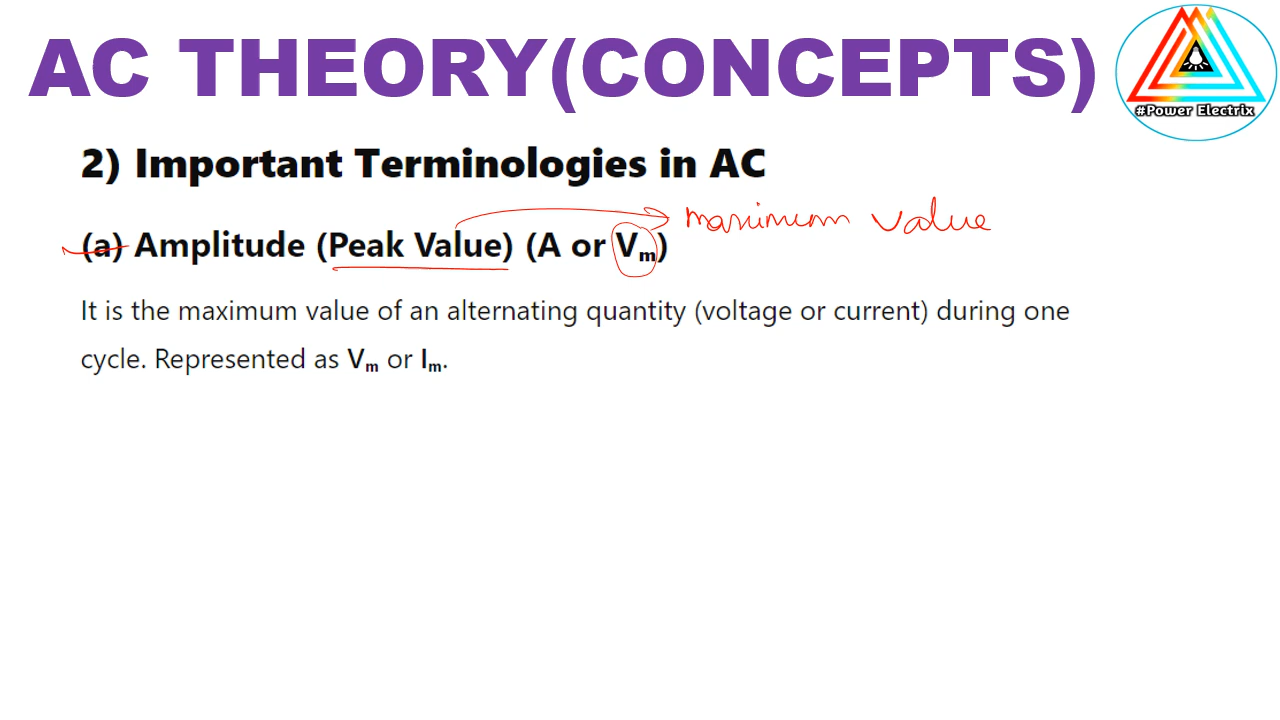 AC THEORY(CONCEPTS)
#Power Electrix
2) Important Terminologies in AC
maximum value
(a) Amplitude (Peak Value) (A or Vm)
It is the maximum value of an alternating quantity (voltage or current) during one
cycle. Represented as Vm or Im.